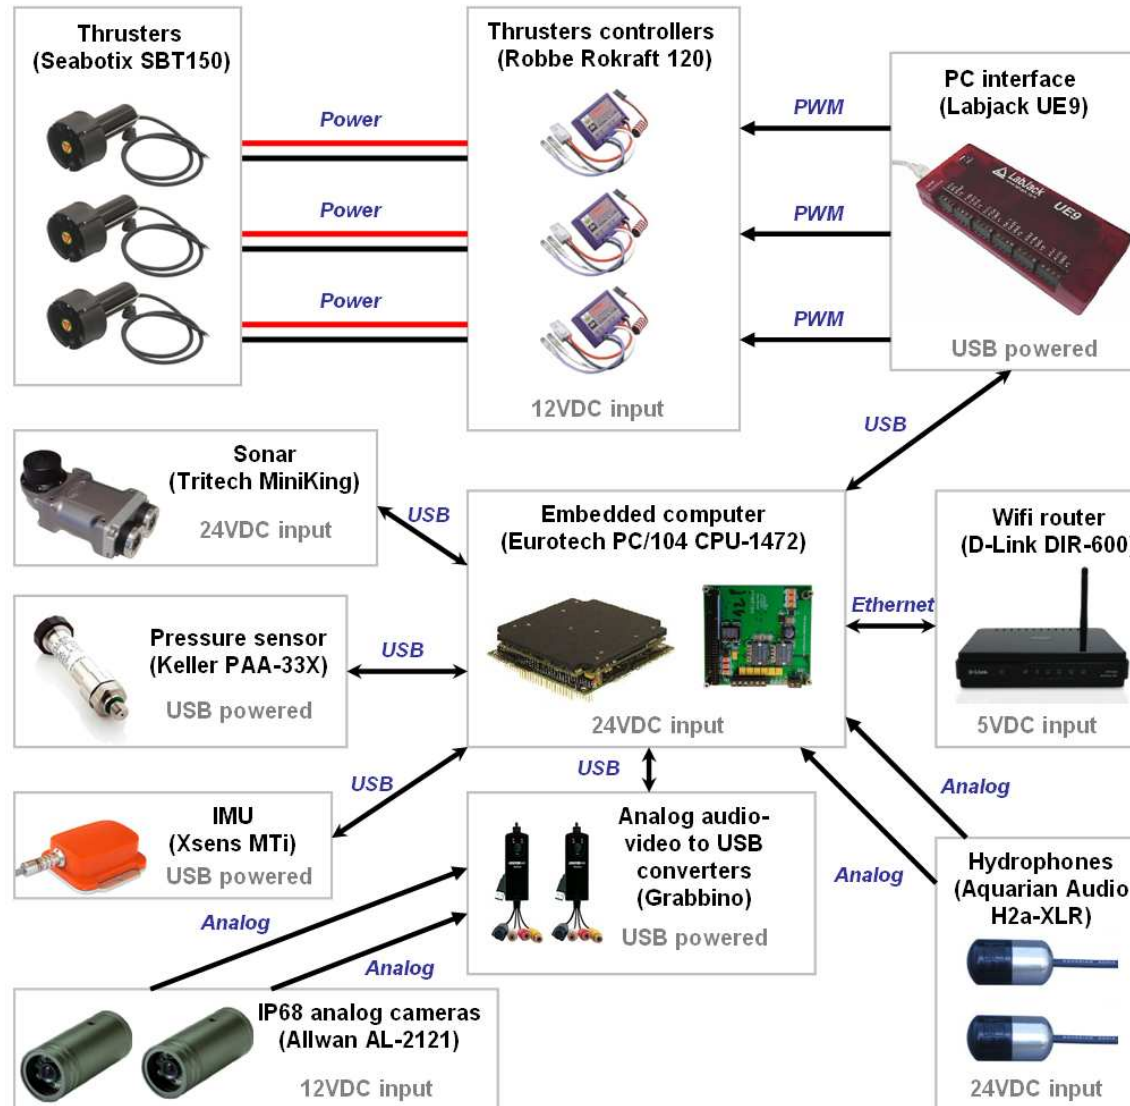 Thrusters
(Seabotix SBT150)
Thrusters controllers
(Robbe Rokraft 120)
PC interface
(Labjack UE9)
Power
PWM
LabJack
UE9
Power
PWM
Power
PWM
USB powered
12VDC input
USB
Sonar
(Tritech MiniKing)
24VDC input
USB
Embedded computer
(Eurotech PC/104 CPU-1472)
24VDC input
Wifi router
(D-Link DIR-600)
Ethernet
D-Link
5VDC input
Pressure sensor
(Keller PAA-33X)
USB powered
USB
IMU
(Xsens MTi)
USB powered
USB
USB
Analog audio-
video to USB
converters
(Grabbino)
USB powered
Analog
Analog
Hydrophones
(Aquarian Audio
H2a-XLR)
24VDC input
Analog
Analog
IP68 analog cameras
(Allwan AL-2121)
12VDC input